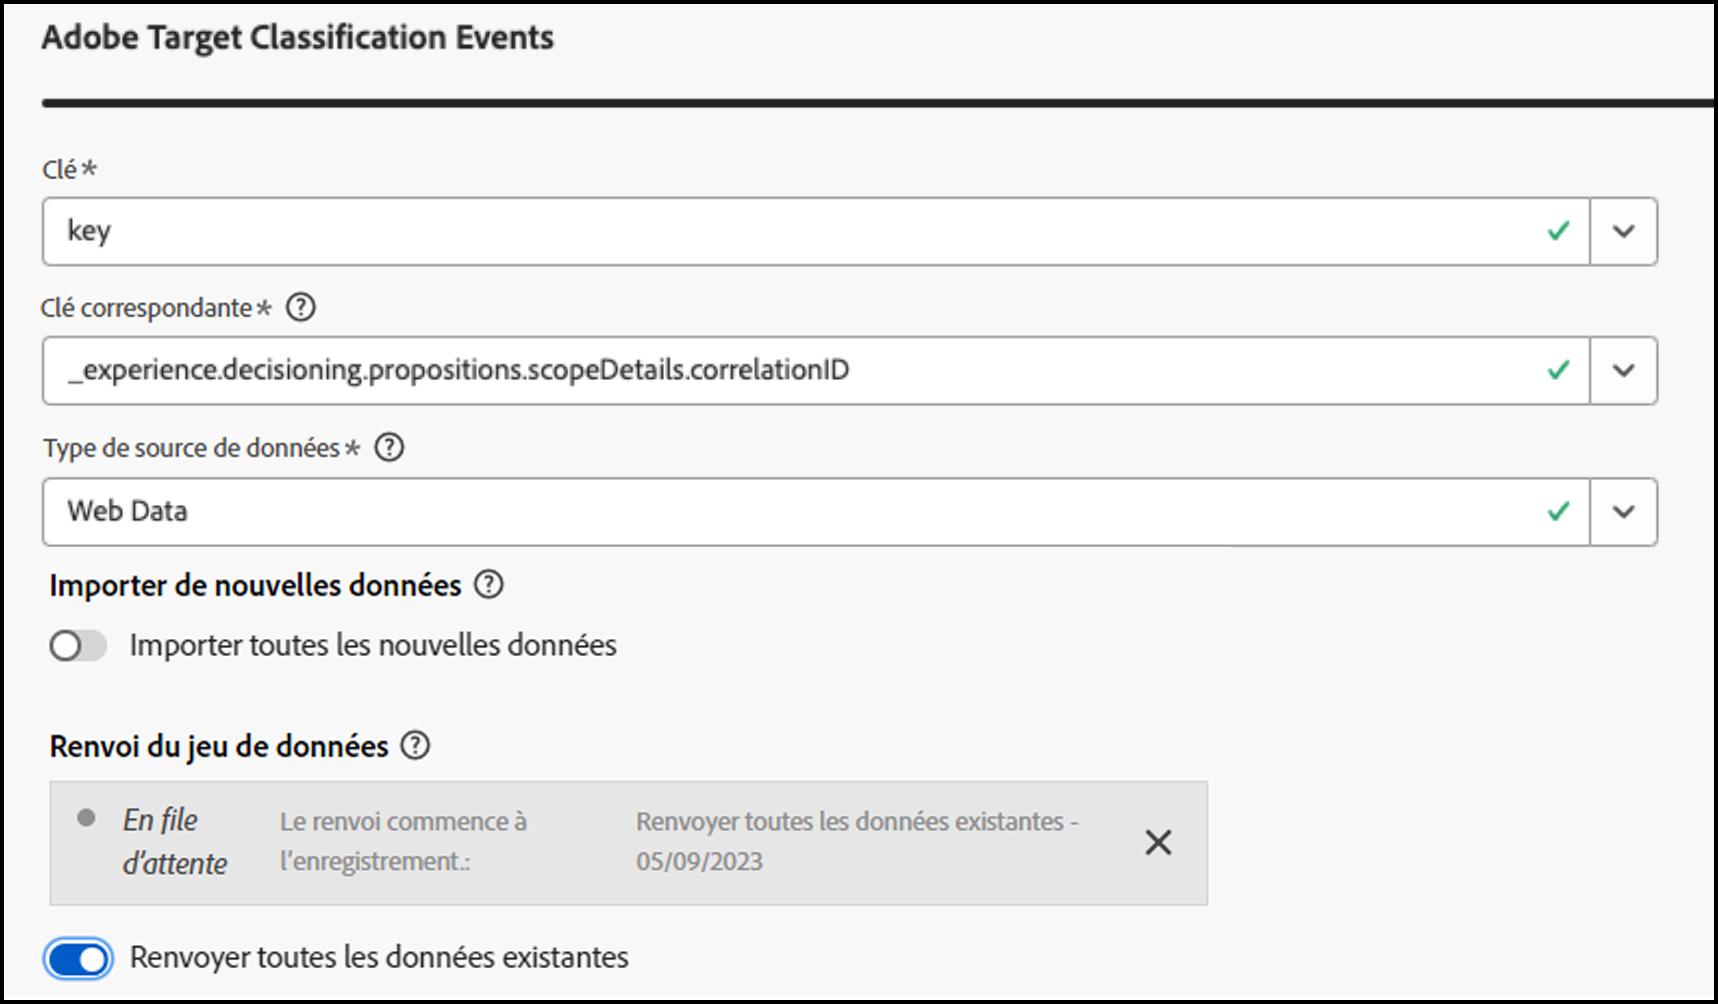 Adobe Target Classification Events
Clé*
key
Clé correspondante*
_experience.decisioning.propositions.scopeDetails.correlationID
Type de source de données*
Web Data
Importer de nouvelles données
Importer toutes les nouvelles données
Renvoi du jeu de données
En file
d'attente
Le renvoi commence à
l'enregistrement.:
Renvoyer toutes les données existantes -
05/09/2023
Renvoyer toutes les données existantes